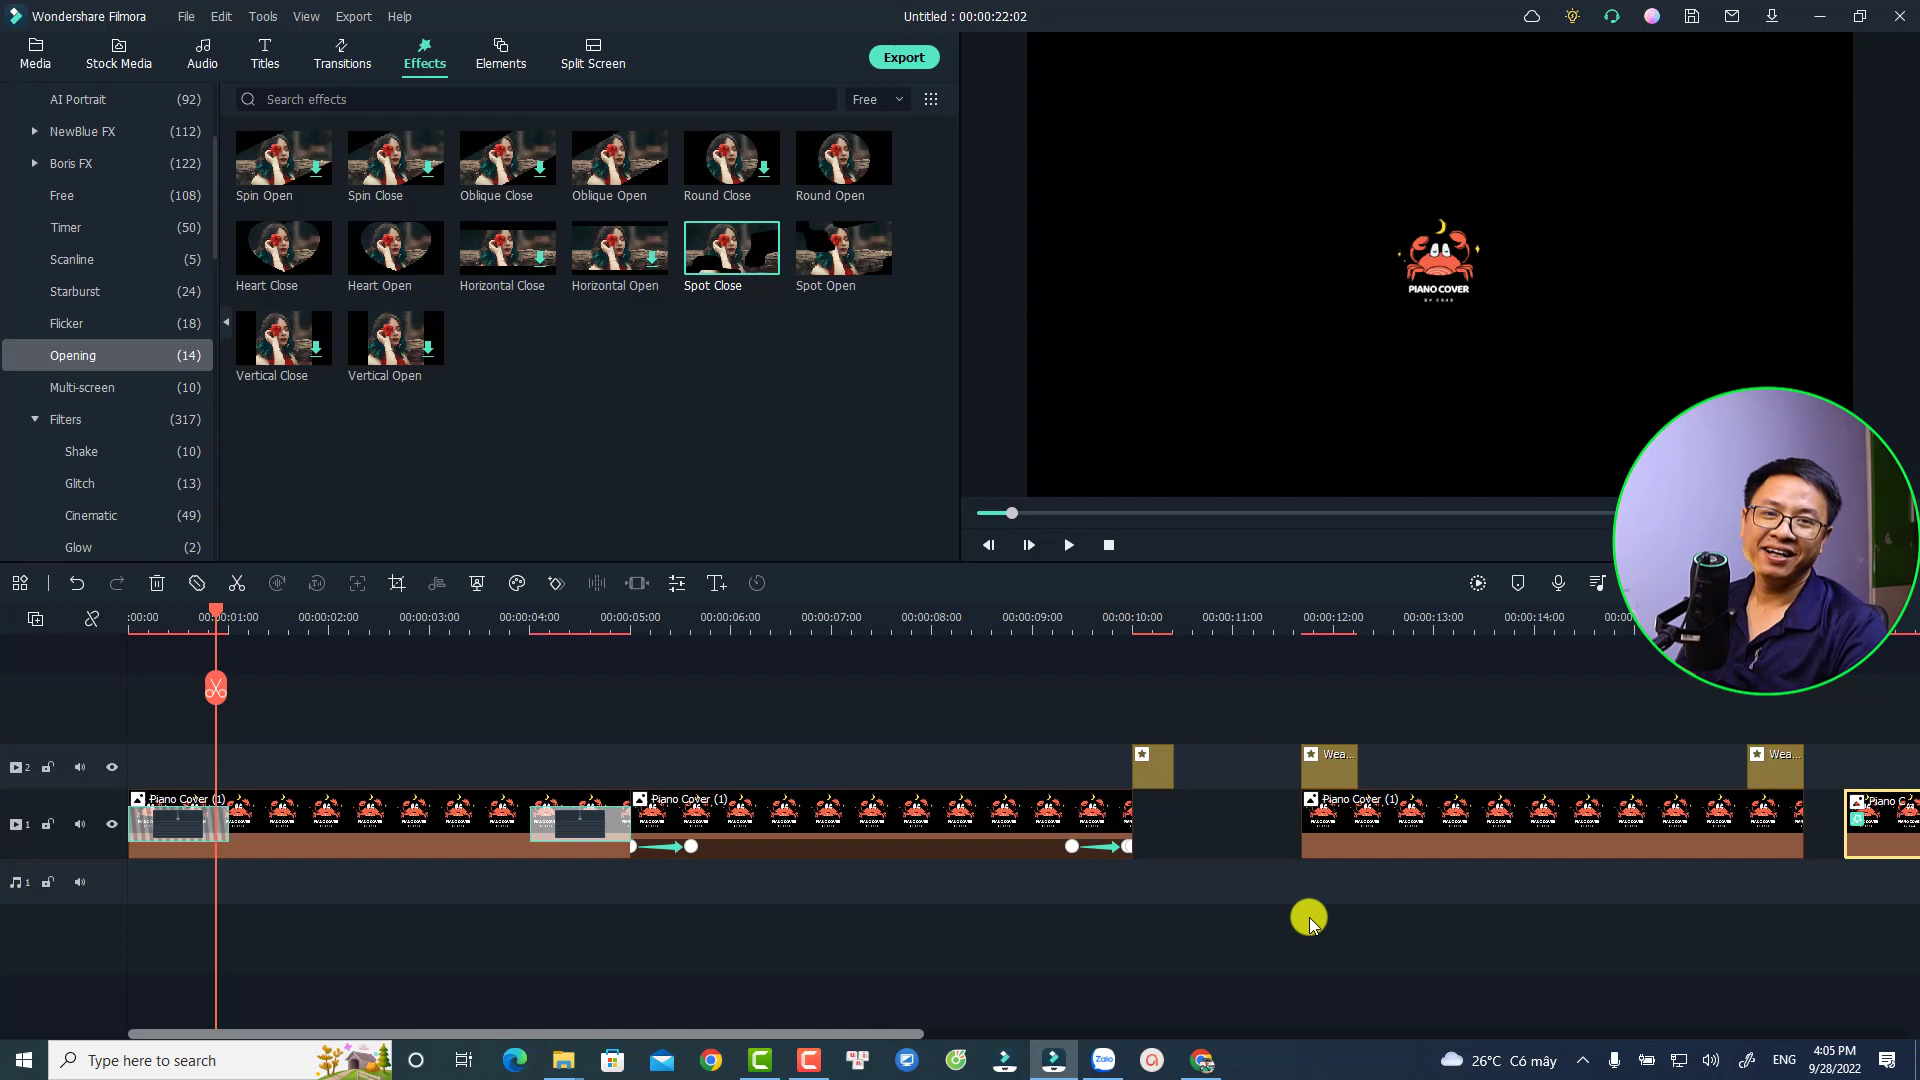 Wondershare Filmora
File
Edit
Tools
View
Export
Help
Untitled : 00:00:22:02
Media
Stock Media
Audio
Titles
Transitions
Effects
Elements
Split Screen
Export
AI Portrait (92)
NewBlue FX (112)
Boris FX (122)
Free (108)
Timer (50)
Scanline (5)
Starburst (24)
Flicker (18)
Opening (14)
Multi-screen (10)
Filters (317)
Shake (10)
Glitch (13)
Cinematic (49)
Glow (2)
Search effects
Free
Spin Open
Spin Close
Oblique Close
Oblique Open
Round Close
Round Open
Heart Close
Heart Open
Horizontal Close
Horizontal Open
Spot Close
Spot Open
Vertical Close
Vertical Open
PIANO COVER
BY CRAB
:00:00
00:00:01:00
00:00:02:00
00:00:03:00
00:00:04:00
00:00:05:00
00:00:06:00
00:00:07:00
00:00:08:00
00:00:09:00
00:00:10:00
00:00:11:00
00:00:12:00
00:00:13:00
00:00:14:00
2
Wea...
Wea...
1
Piano Cover (1)
Piano Cover (1)
Piano Cover (1)
Piano C...
1
Type here to search
Zalo
26°C Có mây
ENG
4:05 PM
9/28/2022